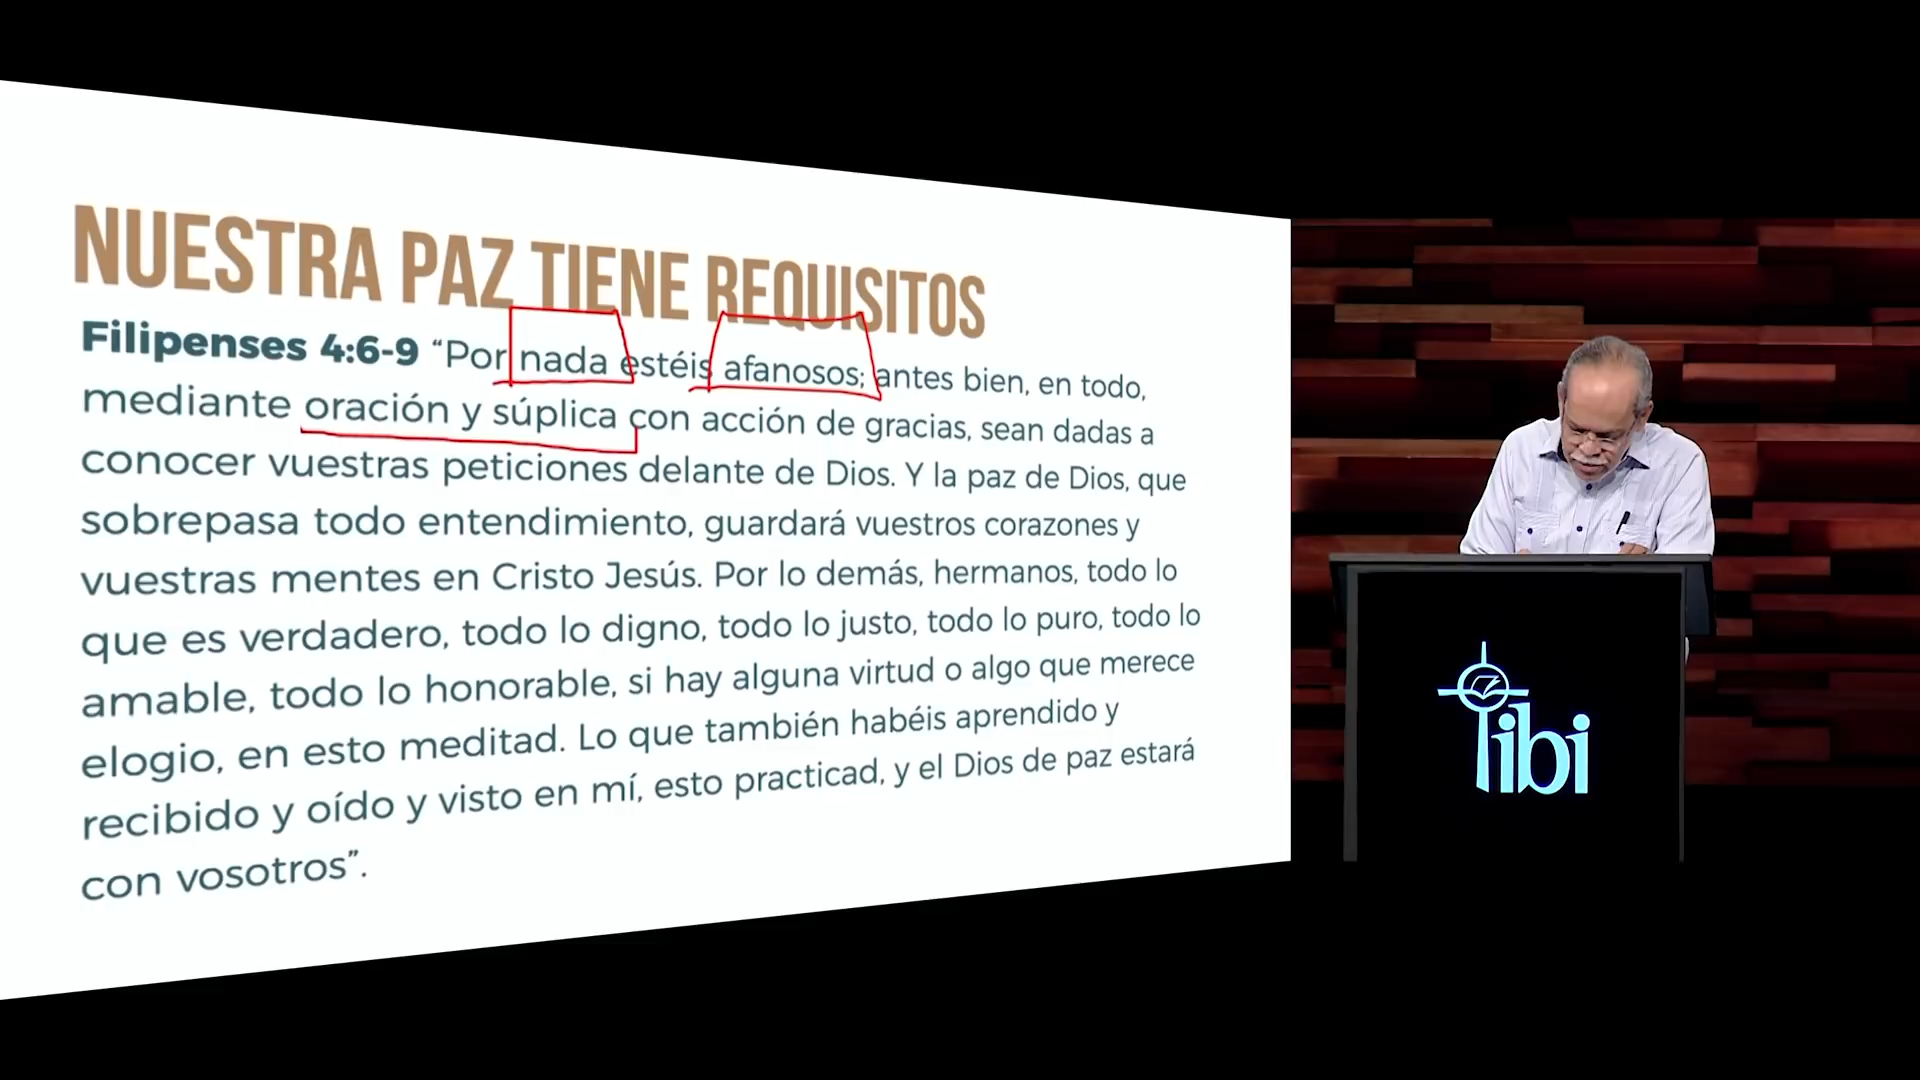 NUESTRA PAZ TIENE REQUISITOS
Filipenses 4:6-9 “Por nada estéis afanosos; antes bien, en todo,
mediante oración y súplica con acción de gracias, sean dadas a
conocer vuestras peticiones delante de Dios. Y la paz de Dios, que
sobrepasa todo entendimiento, guardará vuestros corazones y
vuestras mentes en Cristo Jesús. Por lo demás, hermanos, todo lo
que es verdadero, todo lo digno, todo lo justo, todo lo puro, todo lo
amable, todo lo honorable, si hay alguna virtud o algo que merece
elogio, en esto meditad. Lo que también habéis aprendido y
recibido y oído y visto en mí, esto practicad, y el Dios de paz estará
con vosotros”.
ibi